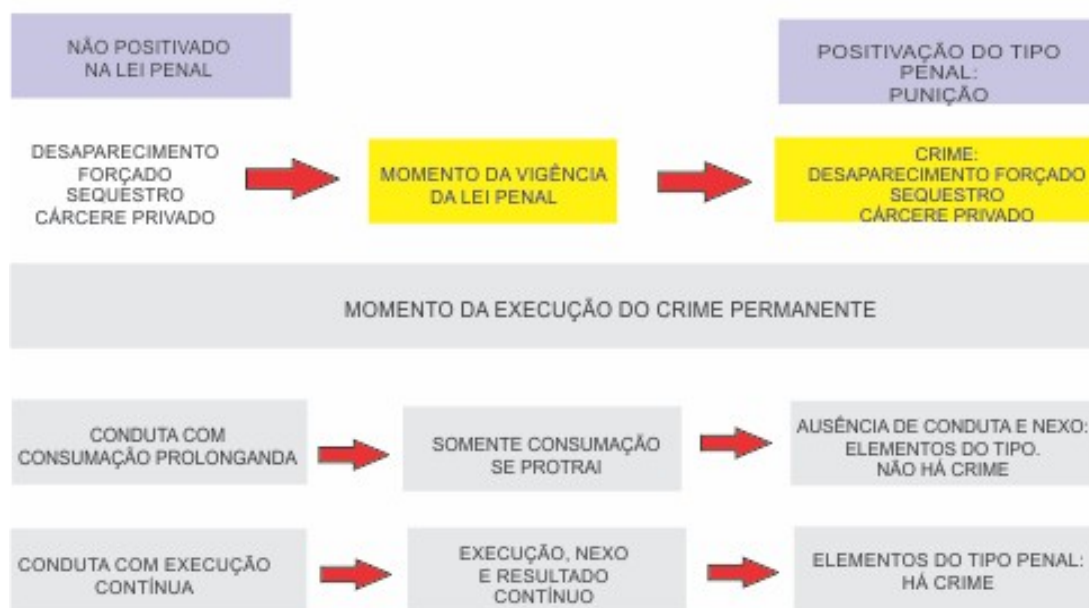 NÃO POSITIVADO
NA LEI PENAL
POSITIVAÇÃO DO TIPO
PENAL:
PUNIÇÃO
DESAPARECIMENTO
FORÇADO
SEQUESTRO
CÁRCERE PRIVADO
MOMENTO DA VIGÊNCIA
DA LEI PENAL
CRIME:
DESAPARECIMENTO FORÇADO
SEQUESTRO
CÁRCERE PRIVADO
MOMENTO DA EXECUÇÃO DO CRIME PERMANENTE
CONDUTA COM
CONSUMAÇÃO PROLONGANDA
SOMENTE CONSUMAÇÃO
SE PROTRAI
AUSÊNCIA DE CONDUTA E NEXO:
ELEMENTOS DO TIPO.
NÃO HÁ CRIME
CONDUTA COM EXECUÇÃO
CONTÍNUA
EXECUÇÃO, NEXO
E RESULTADO
CONTÍNUO
ELEMENTOS DO TIPO PENAL:
HÁ CRIME